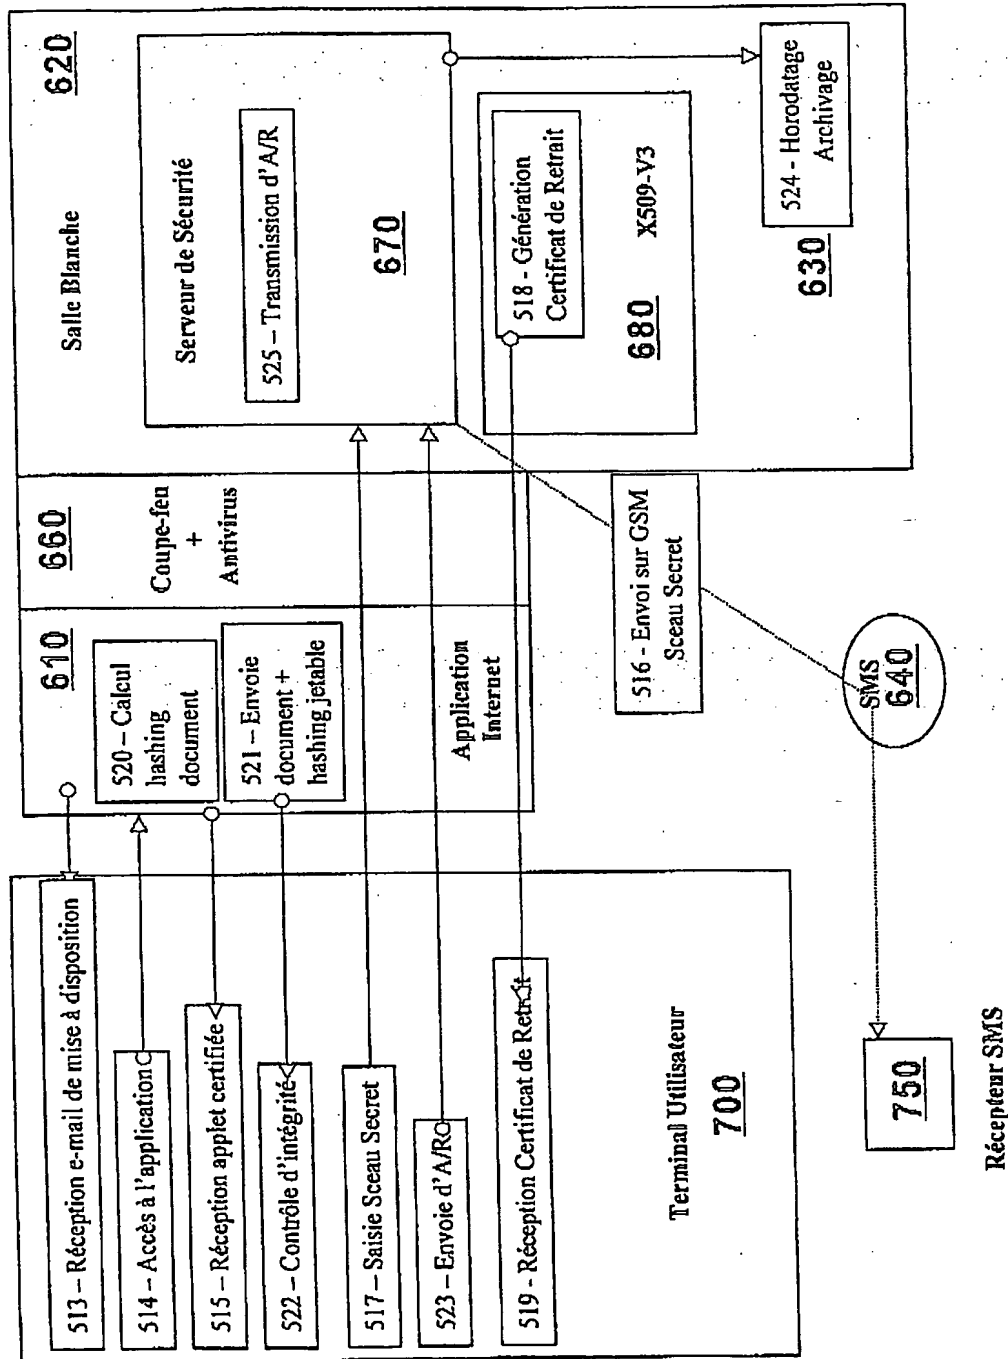 513 – Réception e-mail de mise à disposition
514 – Accès à l'application
515 – Réception applet certifiée
522 – Contrôle d'intégrité
517 – Saisie Sceau Secret
523 – Envoie d'A/R
519 - Réception Certificat de Retrait
Terminal Utilisateur
700
610
520 – Calcul
hashing
document
521 – Envoie
document +
hashing jetable
Application
Internet
660
Coupe-feu
+
Antivirus
620
Salle Blanche
Serveur de Sécurité
525 – Transmission d'A/R
670
518 - Génération
Certificat de Retrait
680
X509-V3
630
524 - Horodatage
Archivage
516 - Envoi sur GSM
Sceau Secret
SMS
640
750
Récepteur SMS